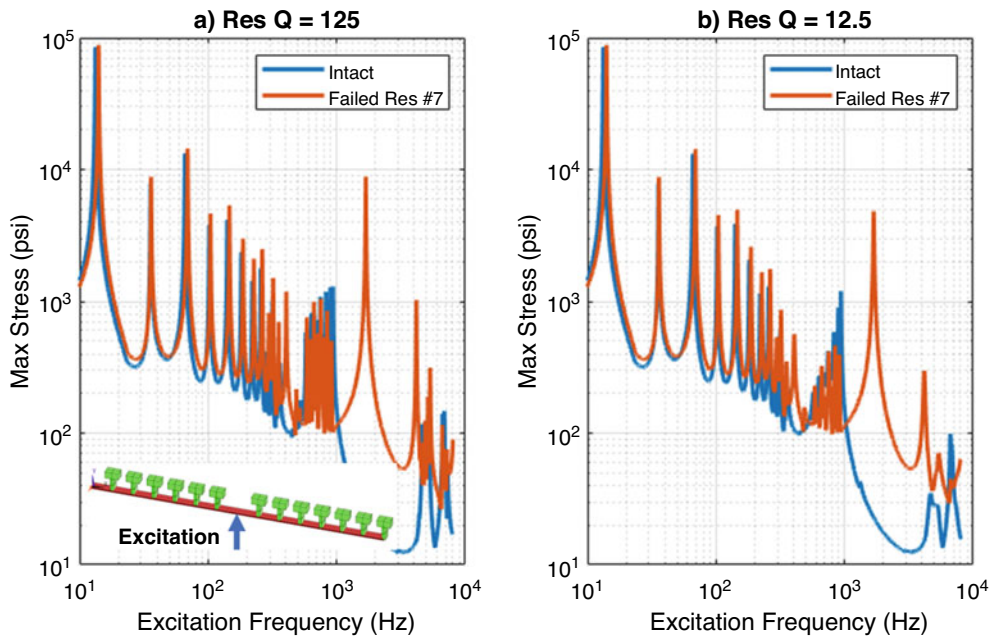 a) Res Q = 125
Max Stress (psi)
10^5
10^4
10^3
10^2
10^1
Intact
Failed Res #7
Excitation
10^1
10^2
10^3
10^4
Excitation Frequency (Hz)
b) Res Q = 12.5
Max Stress (psi)
10^5
10^4
10^3
10^2
10^1
Intact
Failed Res #7
10^1
10^2
10^3
10^4
Excitation Frequency (Hz)